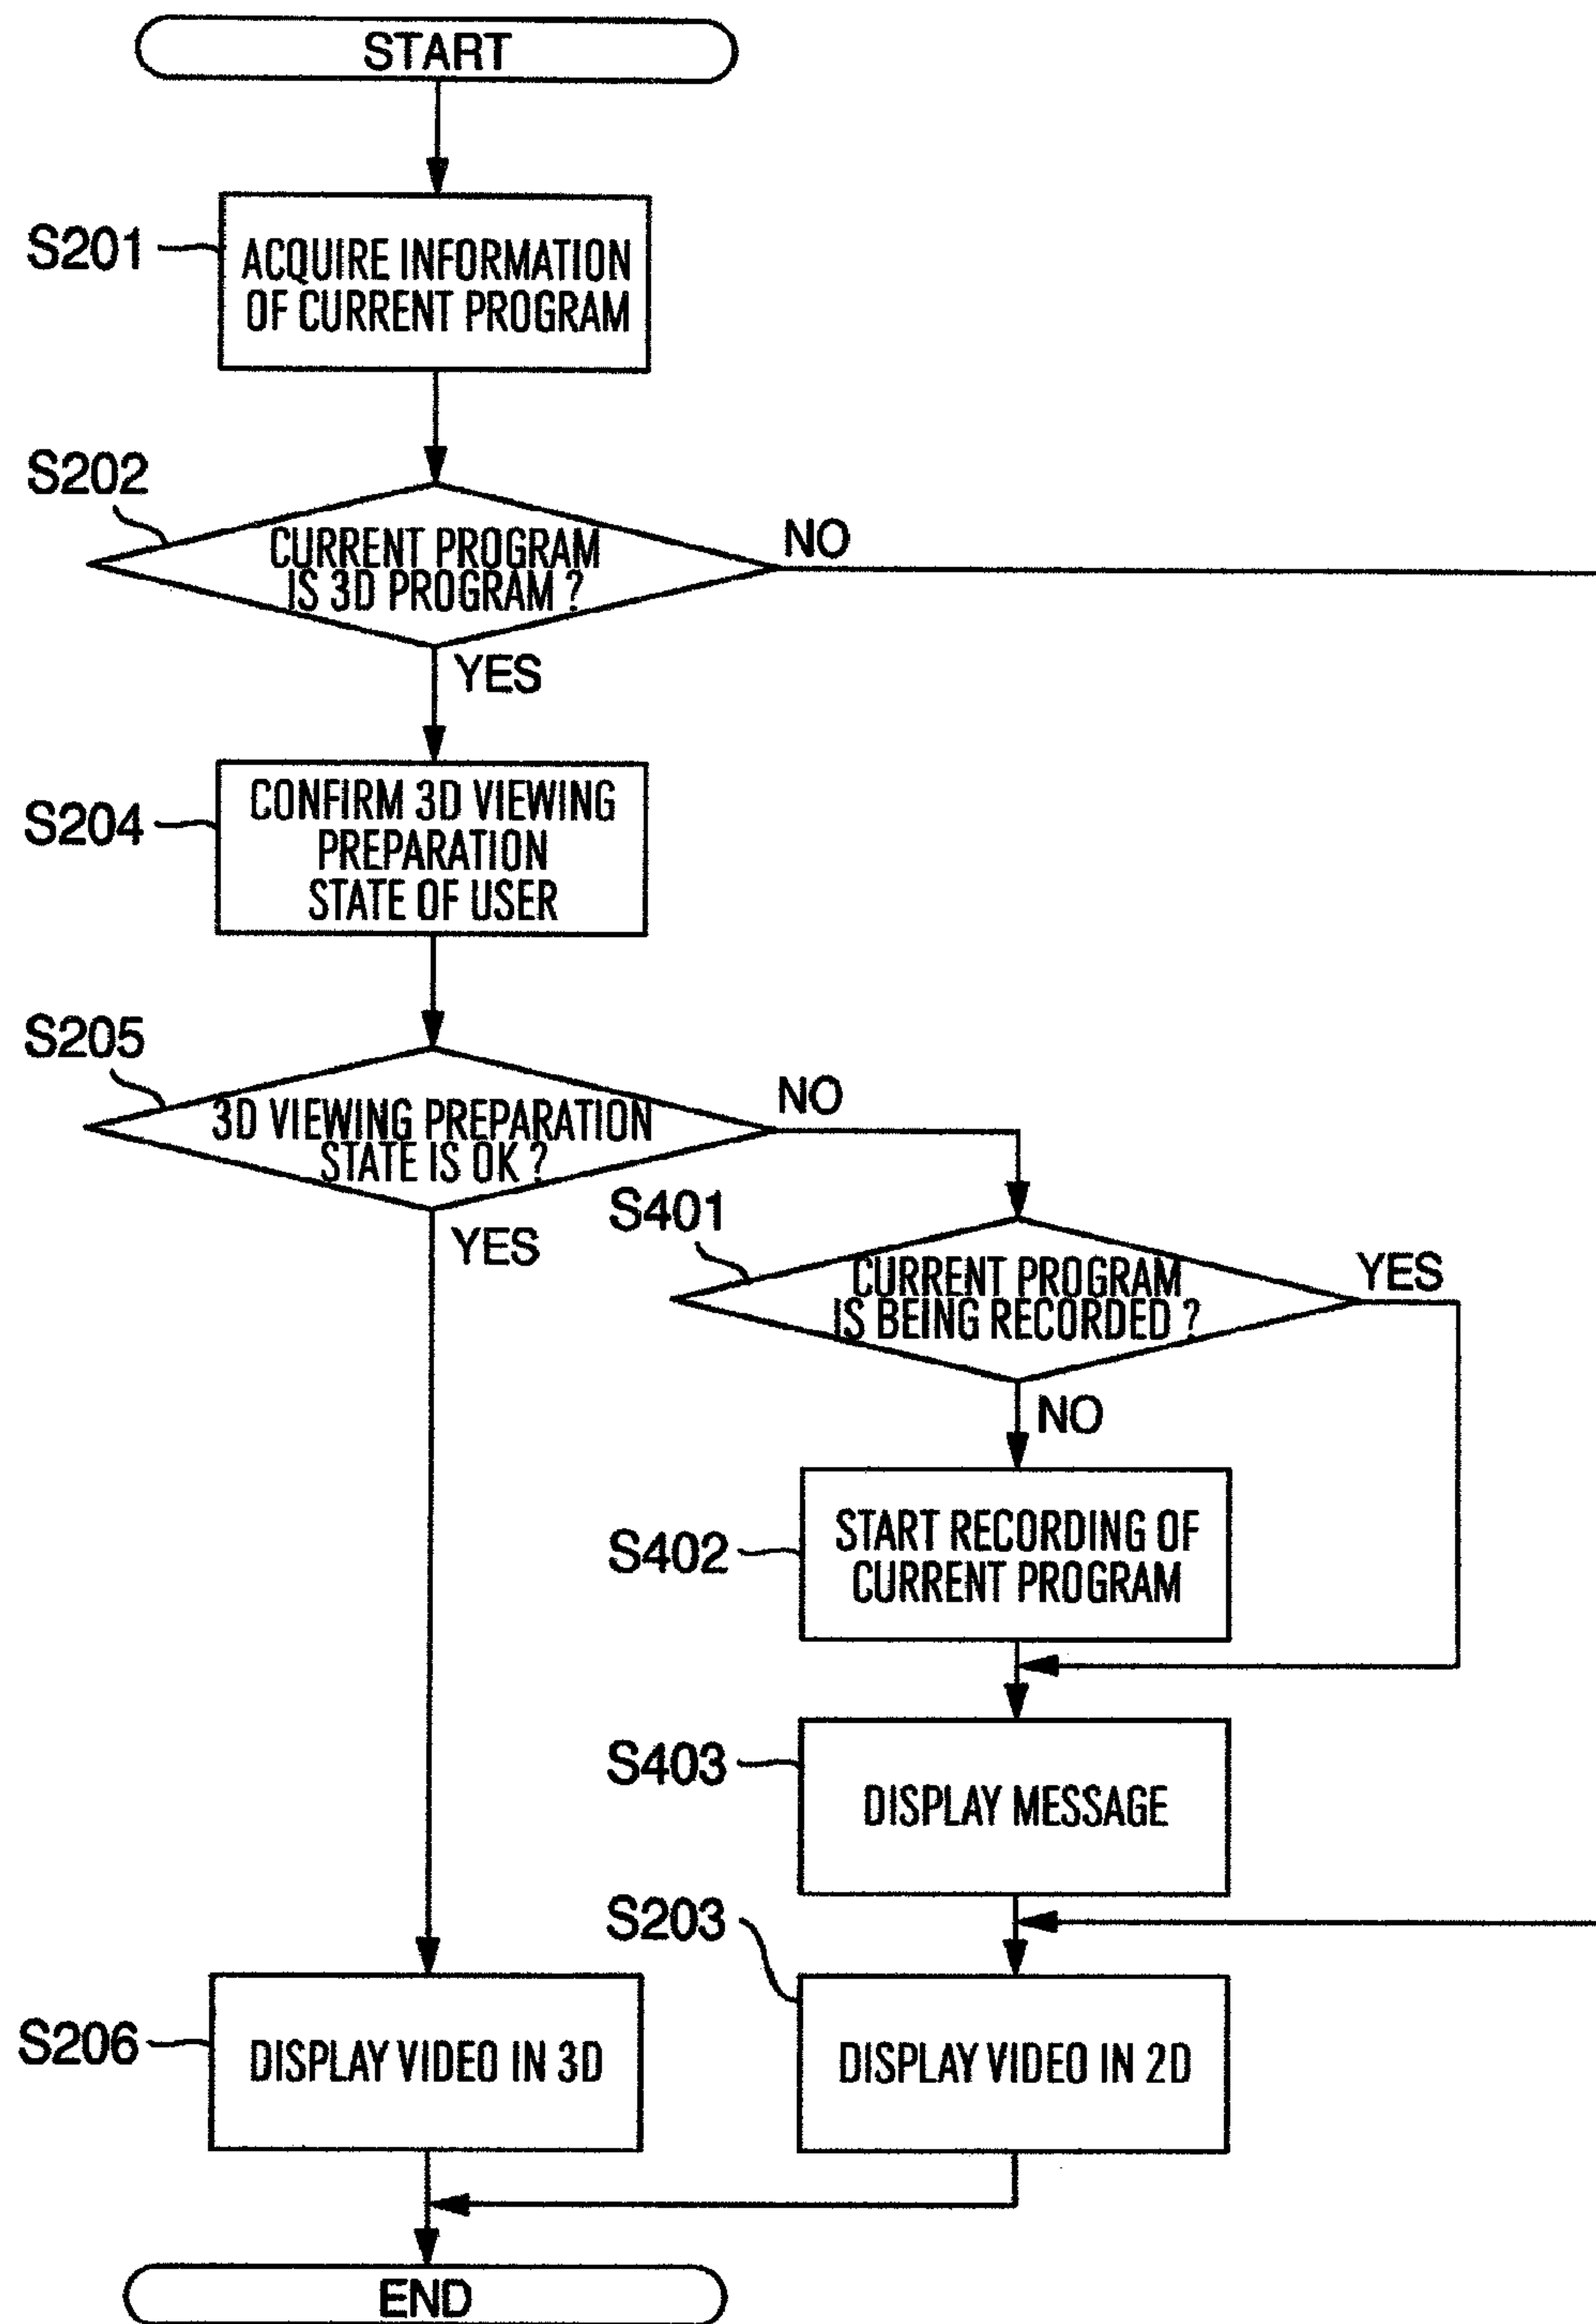 START
S201
ACQUIRE INFORMATION
OF CURRENT PROGRAM
S202
CURRENT PROGRAM
IS 3D PROGRAM ?
NO
YES
S204
CONFIRM 3D VIEWING
PREPARATION
STATE OF USER
S205
3D VIEWING PREPARATION
STATE IS OK ?
NO
YES
S401
CURRENT PROGRAM
IS BEING RECORDED ?
YES
NO
S402
START RECORDING OF
CURRENT PROGRAM
S403
DISPLAY MESSAGE
S203
S206
DISPLAY VIDEO IN 3D
DISPLAY VIDEO IN 2D
END